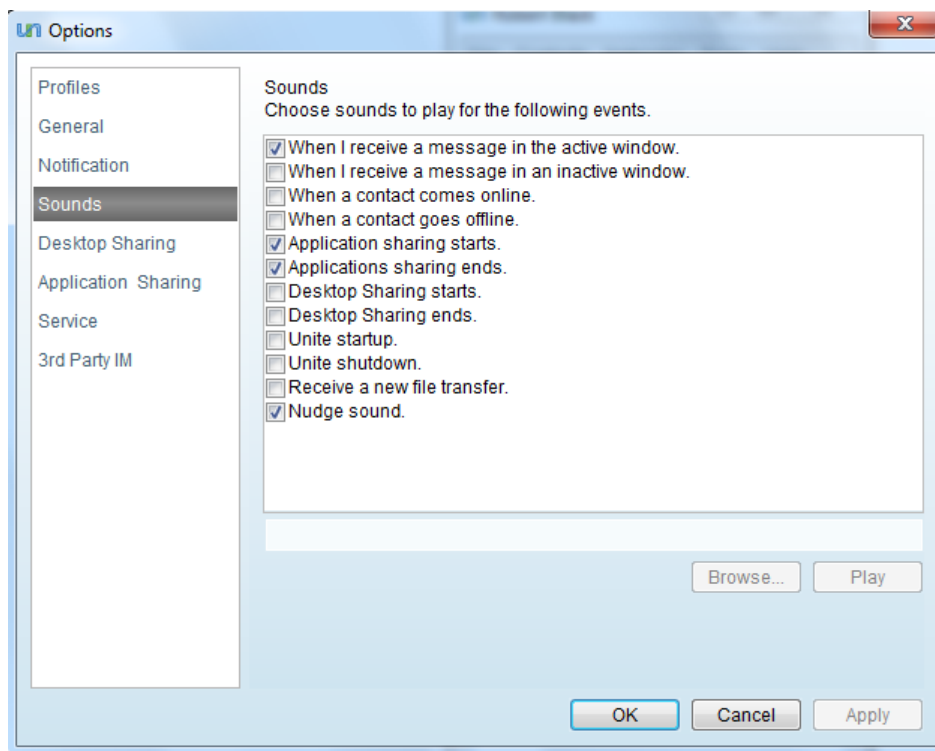 un Options
Profiles
General
Notification
Sounds
Desktop Sharing
Application Sharing
Service
3rd Party IM
Sounds
Choose sounds to play for the following events.
When I receive a message in the active window.
When I receive a message in an inactive window.
When a contact comes online.
When a contact goes offline.
Application sharing starts.
Applications sharing ends.
Desktop Sharing starts.
Desktop Sharing ends.
Unite startup.
Unite shutdown.
Receive a new file transfer.
Nudge sound.
Browse... Play
OK Cancel Apply